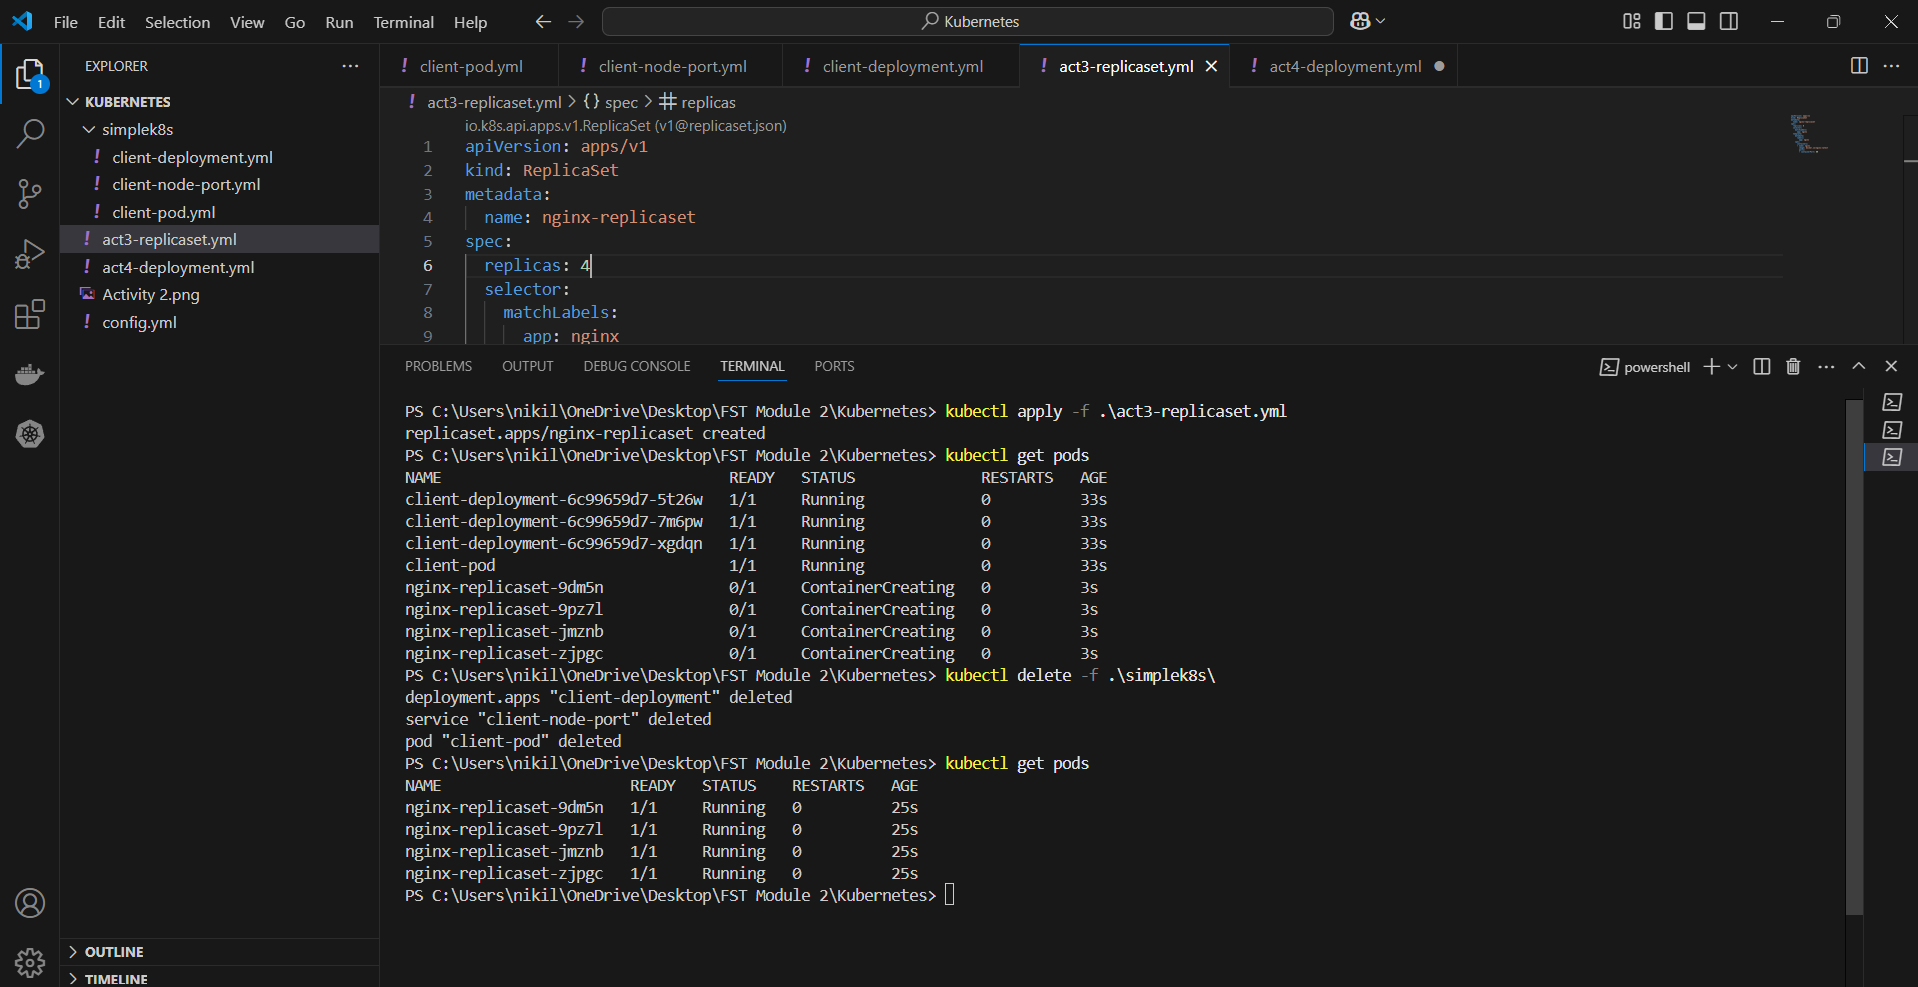 File Edit Selection View Go Run Terminal Help
Kubernetes
EXPLORER
1
KUBERNETES
simplek8s
client-deployment.yml
client-node-port.yml
client-pod.yml
act3-replicaset.yml
act4-deployment.yml
Activity 2.png
config.yml
OUTLINE
TIMELINE
client-pod.yml client-node-port.yml client-deployment.yml act3-replicaset.yml act4-deployment.yml
act3-replicaset.yml > {} spec > # replicas
io.k8s.api.apps.v1.ReplicaSet (v1@replicaset.json)
1 apiVersion: apps/v1
2 kind: ReplicaSet
3 metadata:
4 name: nginx-replicaset
5 spec:
6 replicas: 4
7 selector:
8 matchLabels:
9 app: nginx
PROBLEMS OUTPUT DEBUG CONSOLE TERMINAL PORTS
powershell
PS C:\Users\nikil\OneDrive\Desktop\FST Module 2\Kubernetes> kubectl apply -f .\act3-replicaset.yml
replicaset.apps/nginx-replicaset created
PS C:\Users\nikil\OneDrive\Desktop\FST Module 2\Kubernetes> kubectl get pods
NAME READY STATUS RESTARTS AGE
client-deployment-6c99659d7-5t26w 1/1 Running 0 33s
client-deployment-6c99659d7-7m6pw 1/1 Running 0 33s
client-deployment-6c99659d7-xgdqn 1/1 Running 0 33s
client-pod 1/1 Running 0 33s
nginx-replicaset-9dm5n 0/1 ContainerCreating 0 3s
nginx-replicaset-9pz7l 0/1 ContainerCreating 0 3s
nginx-replicaset-jmznb 0/1 ContainerCreating 0 3s
nginx-replicaset-zjpgc 0/1 ContainerCreating 0 3s
PS C:\Users\nikil\OneDrive\Desktop\FST Module 2\Kubernetes> kubectl delete -f .\simplek8s\
deployment.apps "client-deployment" deleted
service "client-node-port" deleted
pod "client-pod" deleted
PS C:\Users\nikil\OneDrive\Desktop\FST Module 2\Kubernetes> kubectl get pods
NAME READY STATUS RESTARTS AGE
nginx-replicaset-9dm5n 1/1 Running 0 25s
nginx-replicaset-9pz7l 1/1 Running 0 25s
nginx-replicaset-jmznb 1/1 Running 0 25s
nginx-replicaset-zjpgc 1/1 Running 0 25s
PS C:\Users\nikil\OneDrive\Desktop\FST Module 2\Kubernetes>